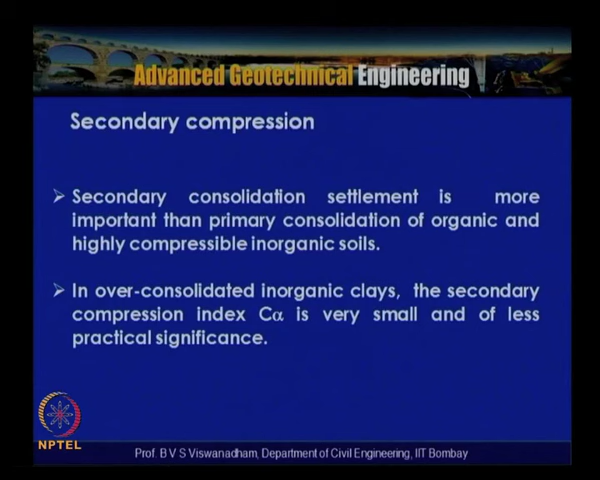 Advanced Geotechnical Engineering
Secondary compression
Secondary consolidation settlement is more
important than primary consolidation of organic and
highly compressible inorganic soils.
In over-consolidated inorganic clays, the secondary
compression index Cα is very small and of less
practical significance.
NPTEL
Prof. B V S Viswanadham, Department of Civil Engineering, IIT Bombay